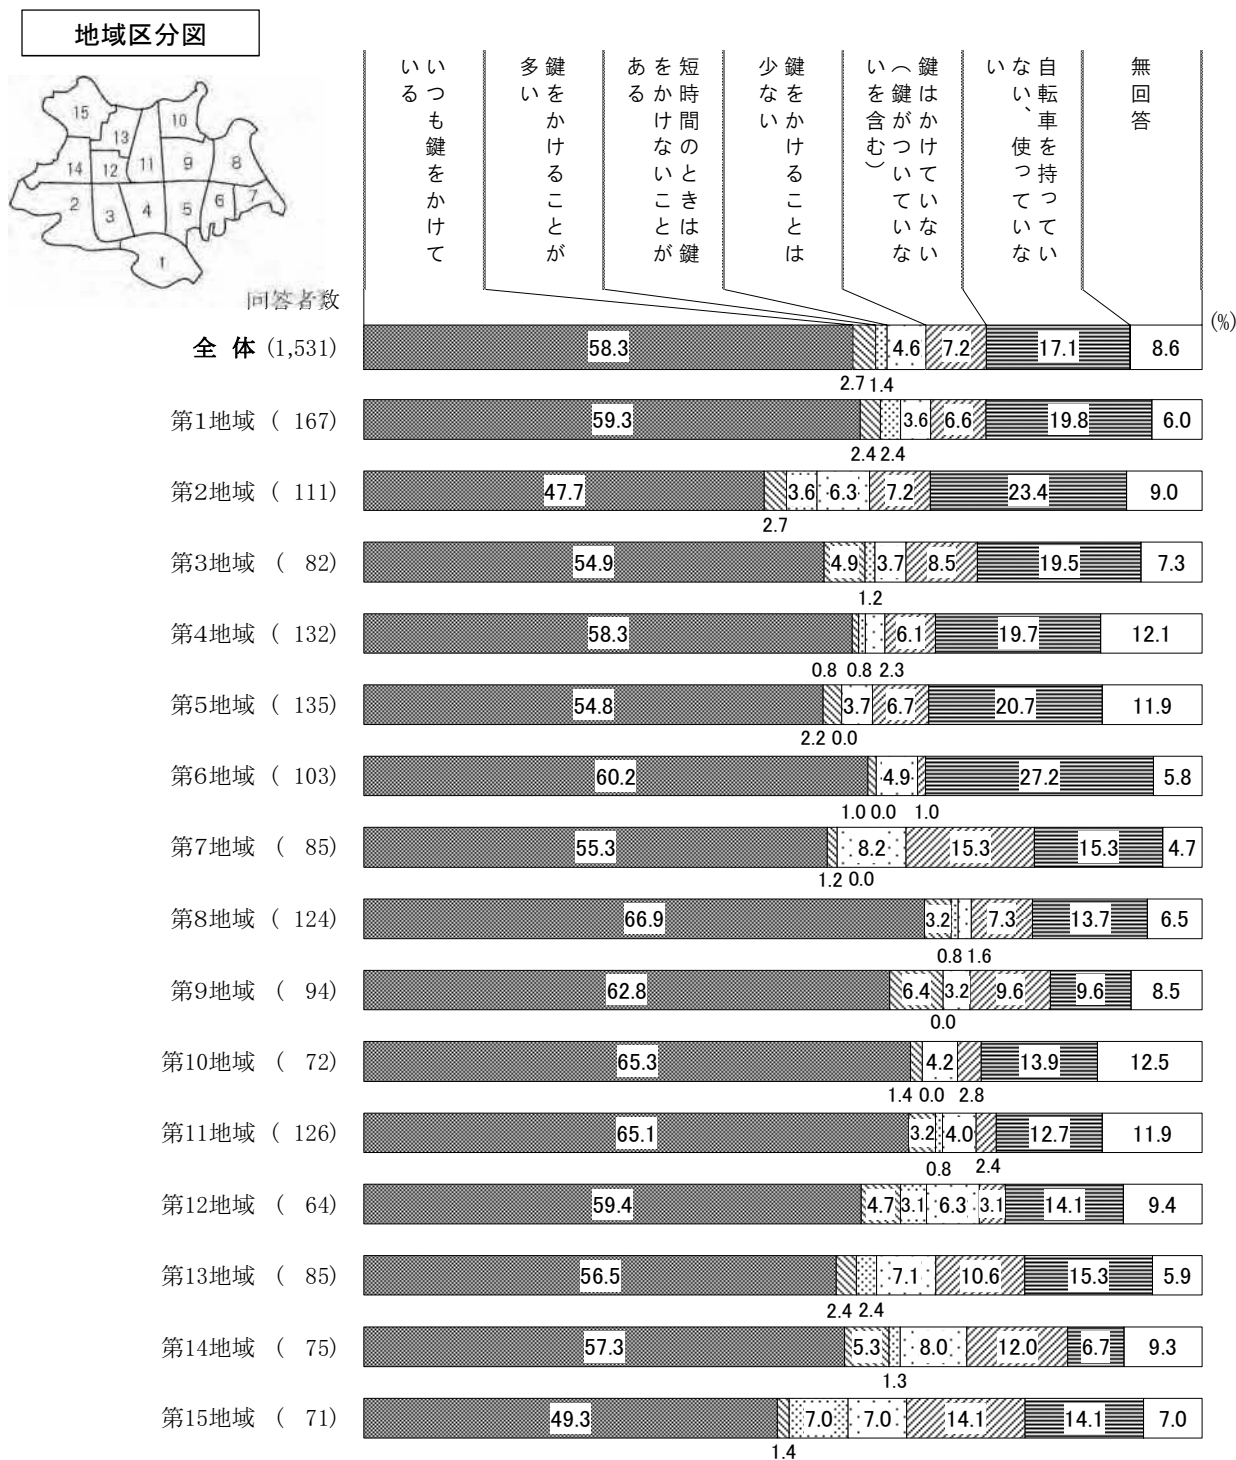 地域区分図
15
10
13
14
12
11
9
8
2
3
4
5
6
7
1
いつも鍵をかけて
いる
鍵をかけることが
多い
短時間のときは鍵
をかけないことが
ある
鍵をかけることは
少ない
鍵はかけていない
（鍵がついていな
いを含む）
自転車を持ってい
ない、使っていな
い
無回答
回答者数
(%)
全 体 (1,531)
58.3 4.6 7.2 17.1 8.6
2.7 1.4
第1地域 ( 167)
59.3 3.6 6.6 19.8 6.0
2.4 2.4
第2地域 ( 111)
47.7 3.6 6.3 7.2 23.4 9.0
2.7
第3地域 ( 82)
54.9 4.9 3.7 8.5 19.5 7.3
1.2
第4地域 ( 132)
58.3 6.1 19.7 12.1
0.8 0.8 2.3
第5地域 ( 135)
54.8 3.7 6.7 20.7 11.9
2.2 0.0
第6地域 ( 103)
60.2 4.9 27.2 5.8
1.0 0.0 1.0
第7地域 ( 85)
55.3 8.2 15.3 15.3 4.7
1.2 0.0
第8地域 ( 124)
66.9 3.2 7.3 13.7 6.5
0.8 1.6
第9地域 ( 94)
62.8 6.4 3.2 9.6 9.6 8.5
0.0
第10地域 ( 72)
65.3 4.2 13.9 12.5
1.4 0.0 2.8
第11地域 ( 126)
65.1 3.2 4.0 12.7 11.9
0.8 2.4
第12地域 ( 64)
59.4 4.7 3.1 6.3 3.1 14.1 9.4
第13地域 ( 85)
56.5 7.1 10.6 15.3 5.9
2.4 2.4
第14地域 ( 75)
57.3 5.3 8.0 12.0 6.7 9.3
1.3
第15地域 ( 71)
49.3 7.0 7.0 14.1 14.1 7.0
1.4